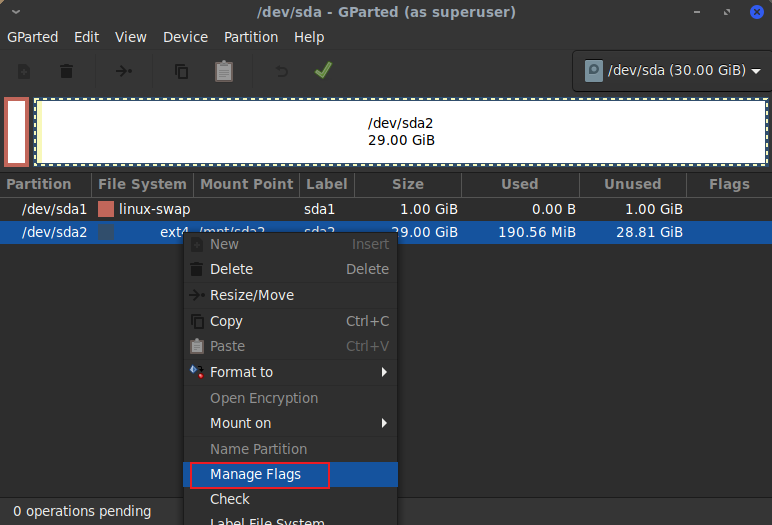 /dev/sda - GParted (as superuser)
GParted Edit View Device Partition Help
/dev/sda (30.00 GiB)
/dev/sda2
29.00 GiB
Partition File System Mount Point Label Size Used Unused Flags
/dev/sda1 linux-swap sda1 1.00 GiB 0.00 B 1.00 GiB
/dev/sda2 ext4 /mnt/sda2 sda2 29.00 GiB 190.56 MiB 28.81 GiB
New Insert
Delete Delete
Resize/Move
Copy Ctrl+C
Paste Ctrl+V
Format to
Open Encryption
Mount on
Name Partition
Manage Flags
Check
Label File System
0 operations pending